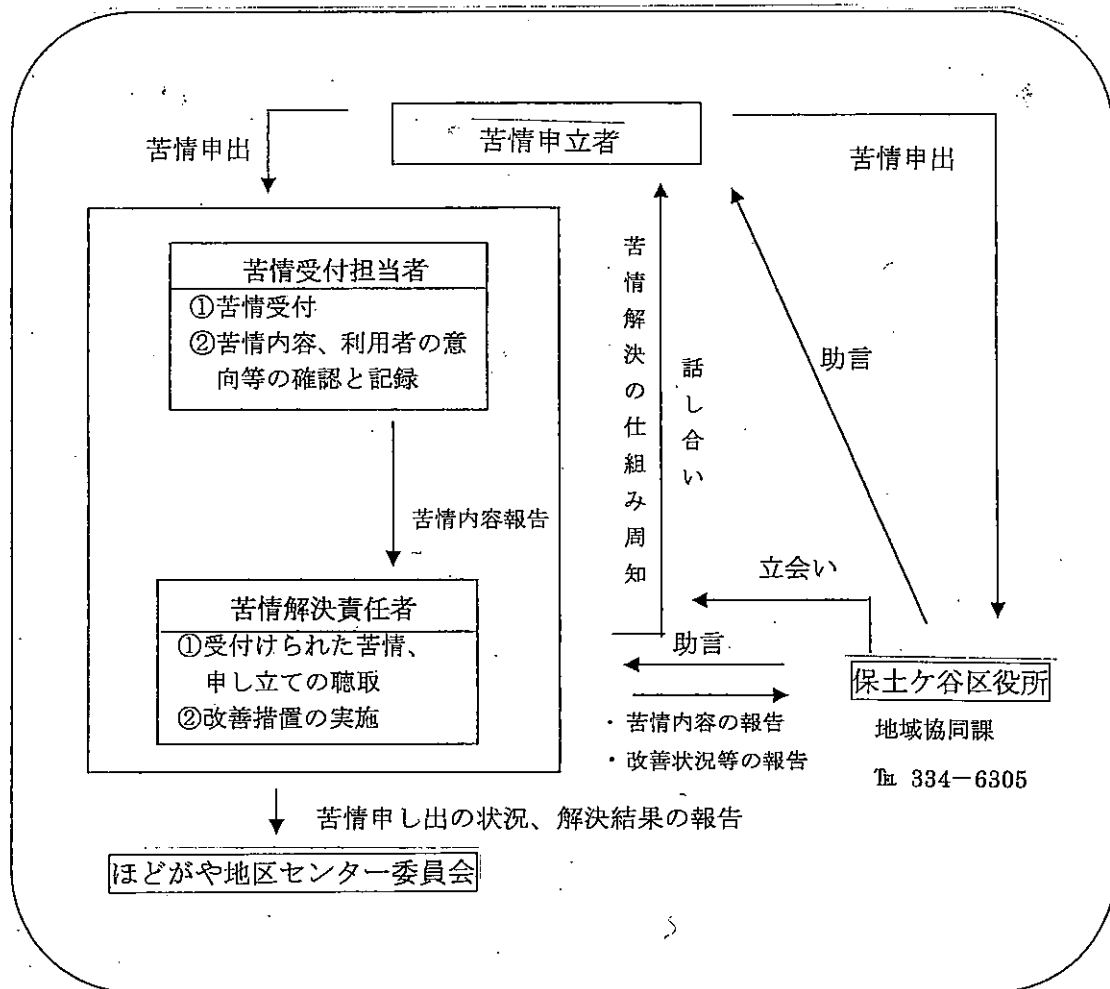 苦情申立者
苦情申出
苦情申出
苦情受付担当者
①苦情受付
②苦情内容、利用者の意
向等の確認と記録
苦情内容報告
苦情解決責任者
①受付けられた苦情、
申し立ての聴取
②改善措置の実施
苦情解決の仕組み周知
話し合い
助言
立会い
助言
・苦情内容の報告
・改善状況等の報告
保土ケ谷区役所
地域協同課
℡ 334－6305
苦情申し出の状況、解決結果の報告
ほどがや地区センター委員会